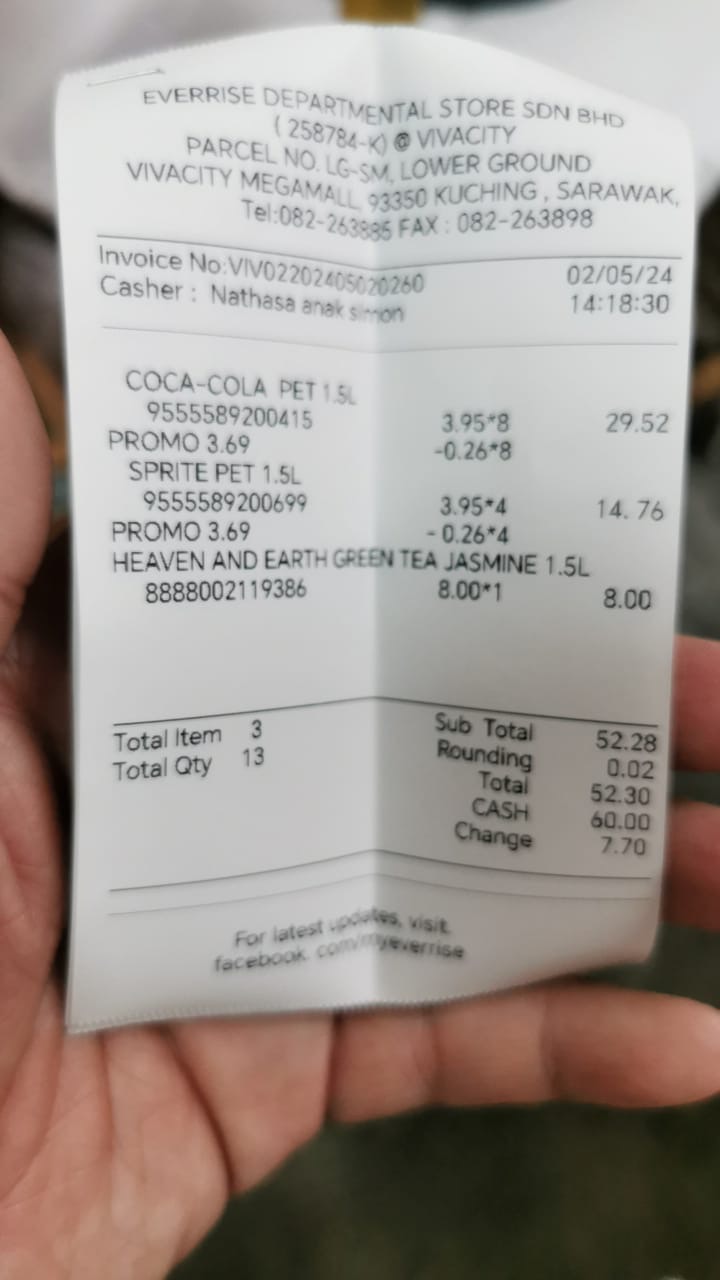 EVERRISE DEPARTMENTAL STORE SDN BHD
( 258784-K) @ VIVACITY
PARCEL NO. LG-SM, LOWER GROUND
VIVACITY MEGAMALL 93350 KUCHING , SARAWAK,
Tel:082-263885 FAX : 082-263898
Invoice No:VIV02202405020260 02/05/24
Casher : Nathasa anak simon 14:18:30
COCA-COLA PET 1.5L
9555589200415 3.95*8 29.52
PROMO 3.69 -0.26*8
SPRITE PET 1.5L
9555589200699 3.95*4 14.76
PROMO 3.69 -0.26*4
HEAVEN AND EARTH GREEN TEA JASMINE 1.5L
8888002119386 8.00*1 8.00
Total Item 3 Sub Total 52.28
Total Qty 13 Rounding 0.02
Total 52.30
CASH 60.00
Change 7.70
For latest updates, visit.
facebook. com/myeverrise